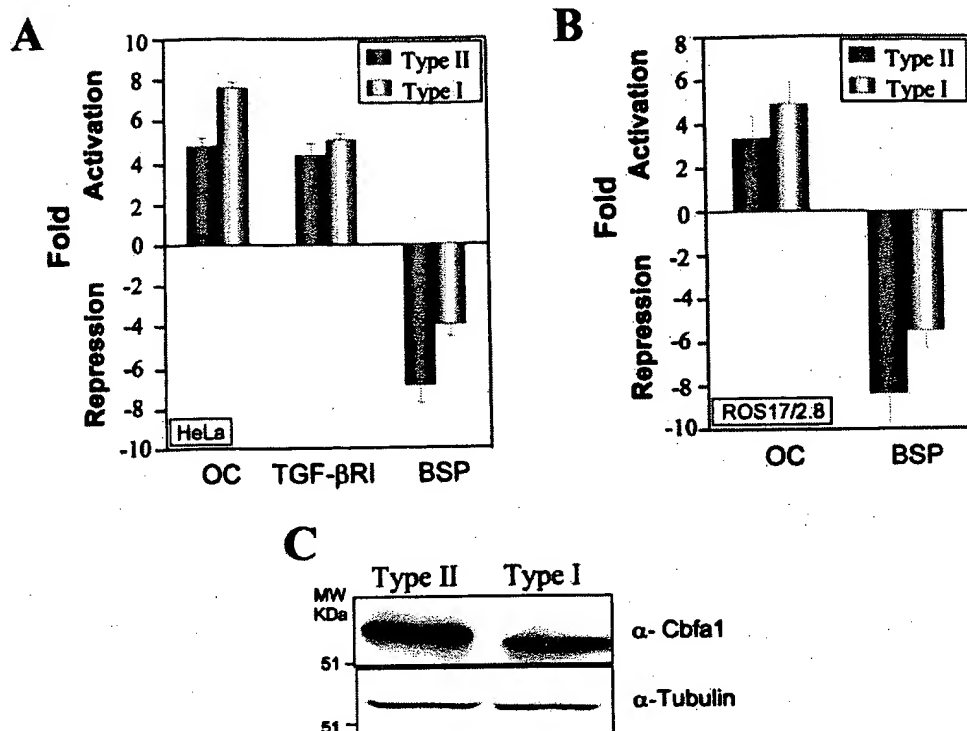 A
10
8
6
4
2
0
-2
-4
-6
-8
-10
Fold
Activation
Repression
Type II
Type I
HeLa
OC TGF-βRI BSP
B
8
6
4
2
0
-2
-4
-6
-8
-10
Fold
Activation
Repression
Type II
Type I
ROS17/2.8
OC BSP
C
Type II Type I
MW
KDa
51
α- Cbfa1
51
α-Tubulin